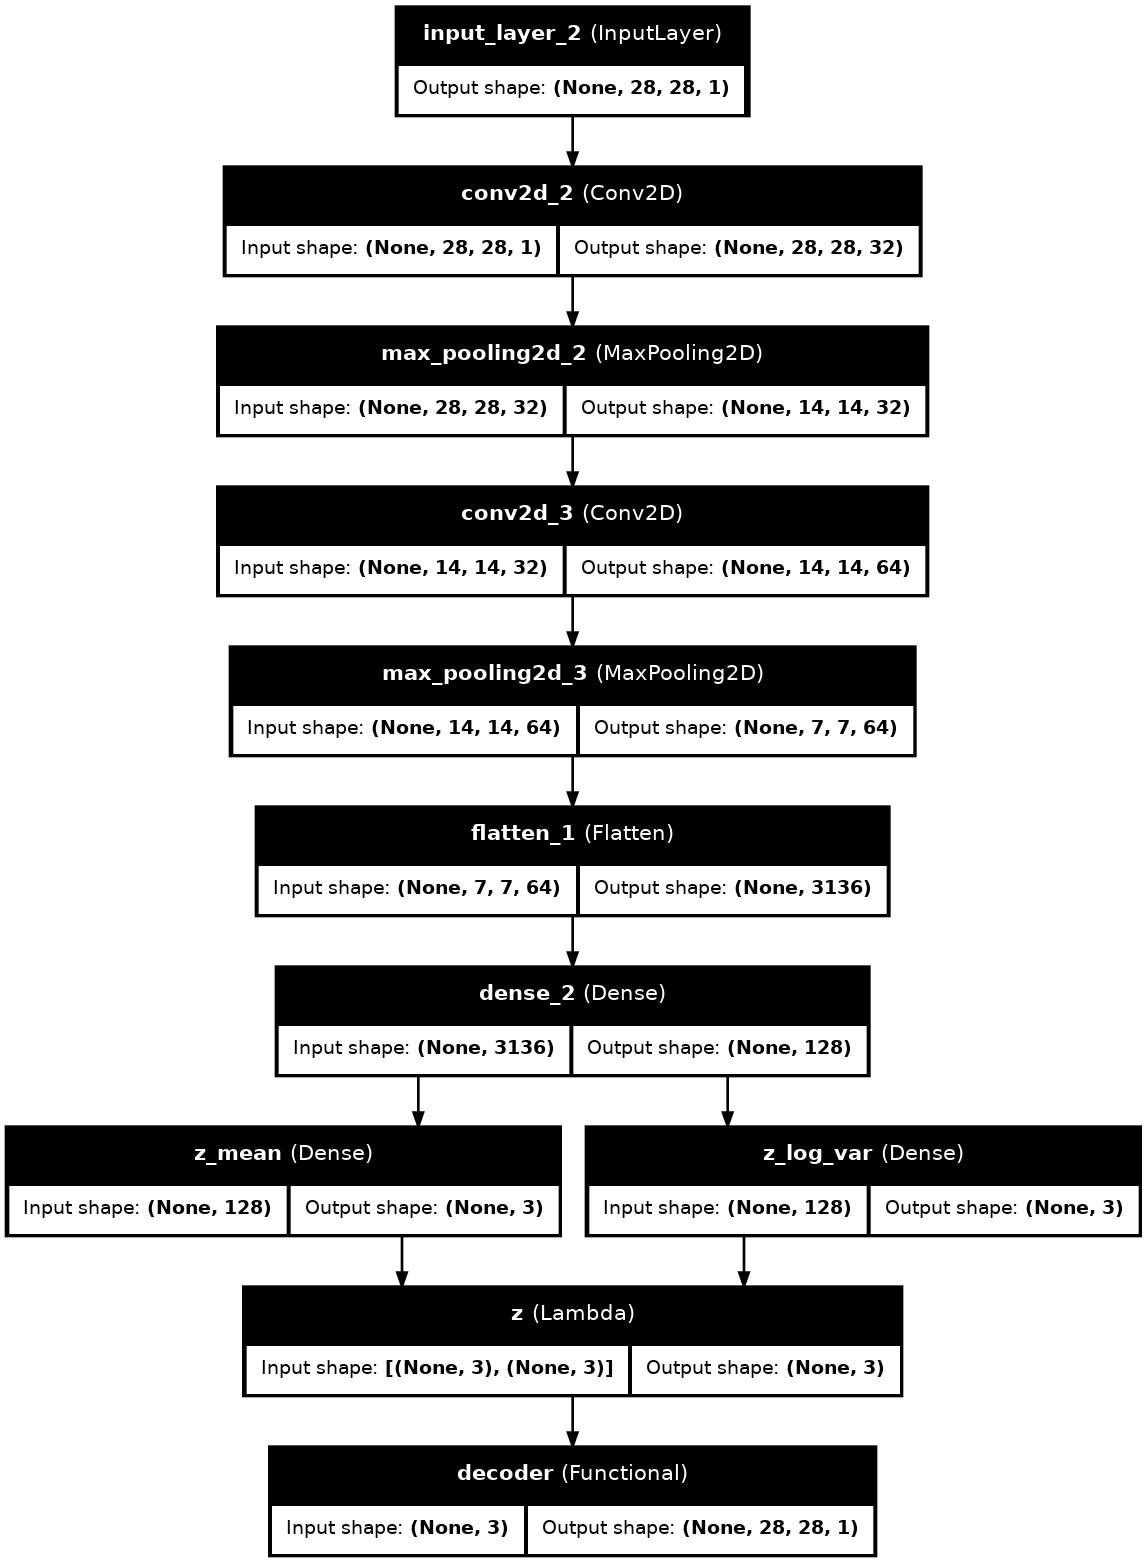 input_layer_2 (InputLayer)
Output shape: (None, 28, 28, 1)
conv2d_2 (Conv2D)
Input shape: (None, 28, 28, 1) Output shape: (None, 28, 28, 32)
max_pooling2d_2 (MaxPooling2D)
Input shape: (None, 28, 28, 32) Output shape: (None, 14, 14, 32)
conv2d_3 (Conv2D)
Input shape: (None, 14, 14, 32) Output shape: (None, 14, 14, 64)
max_pooling2d_3 (MaxPooling2D)
Input shape: (None, 14, 14, 64) Output shape: (None, 7, 7, 64)
flatten_1 (Flatten)
Input shape: (None, 7, 7, 64) Output shape: (None, 3136)
dense_2 (Dense)
Input shape: (None, 3136) Output shape: (None, 128)
z_mean (Dense)
Input shape: (None, 128) Output shape: (None, 3)
z_log_var (Dense)
Input shape: (None, 128) Output shape: (None, 3)
z (Lambda)
Input shape: [(None, 3), (None, 3)] Output shape: (None, 3)
decoder (Functional)
Input shape: (None, 3) Output shape: (None, 28, 28, 1)